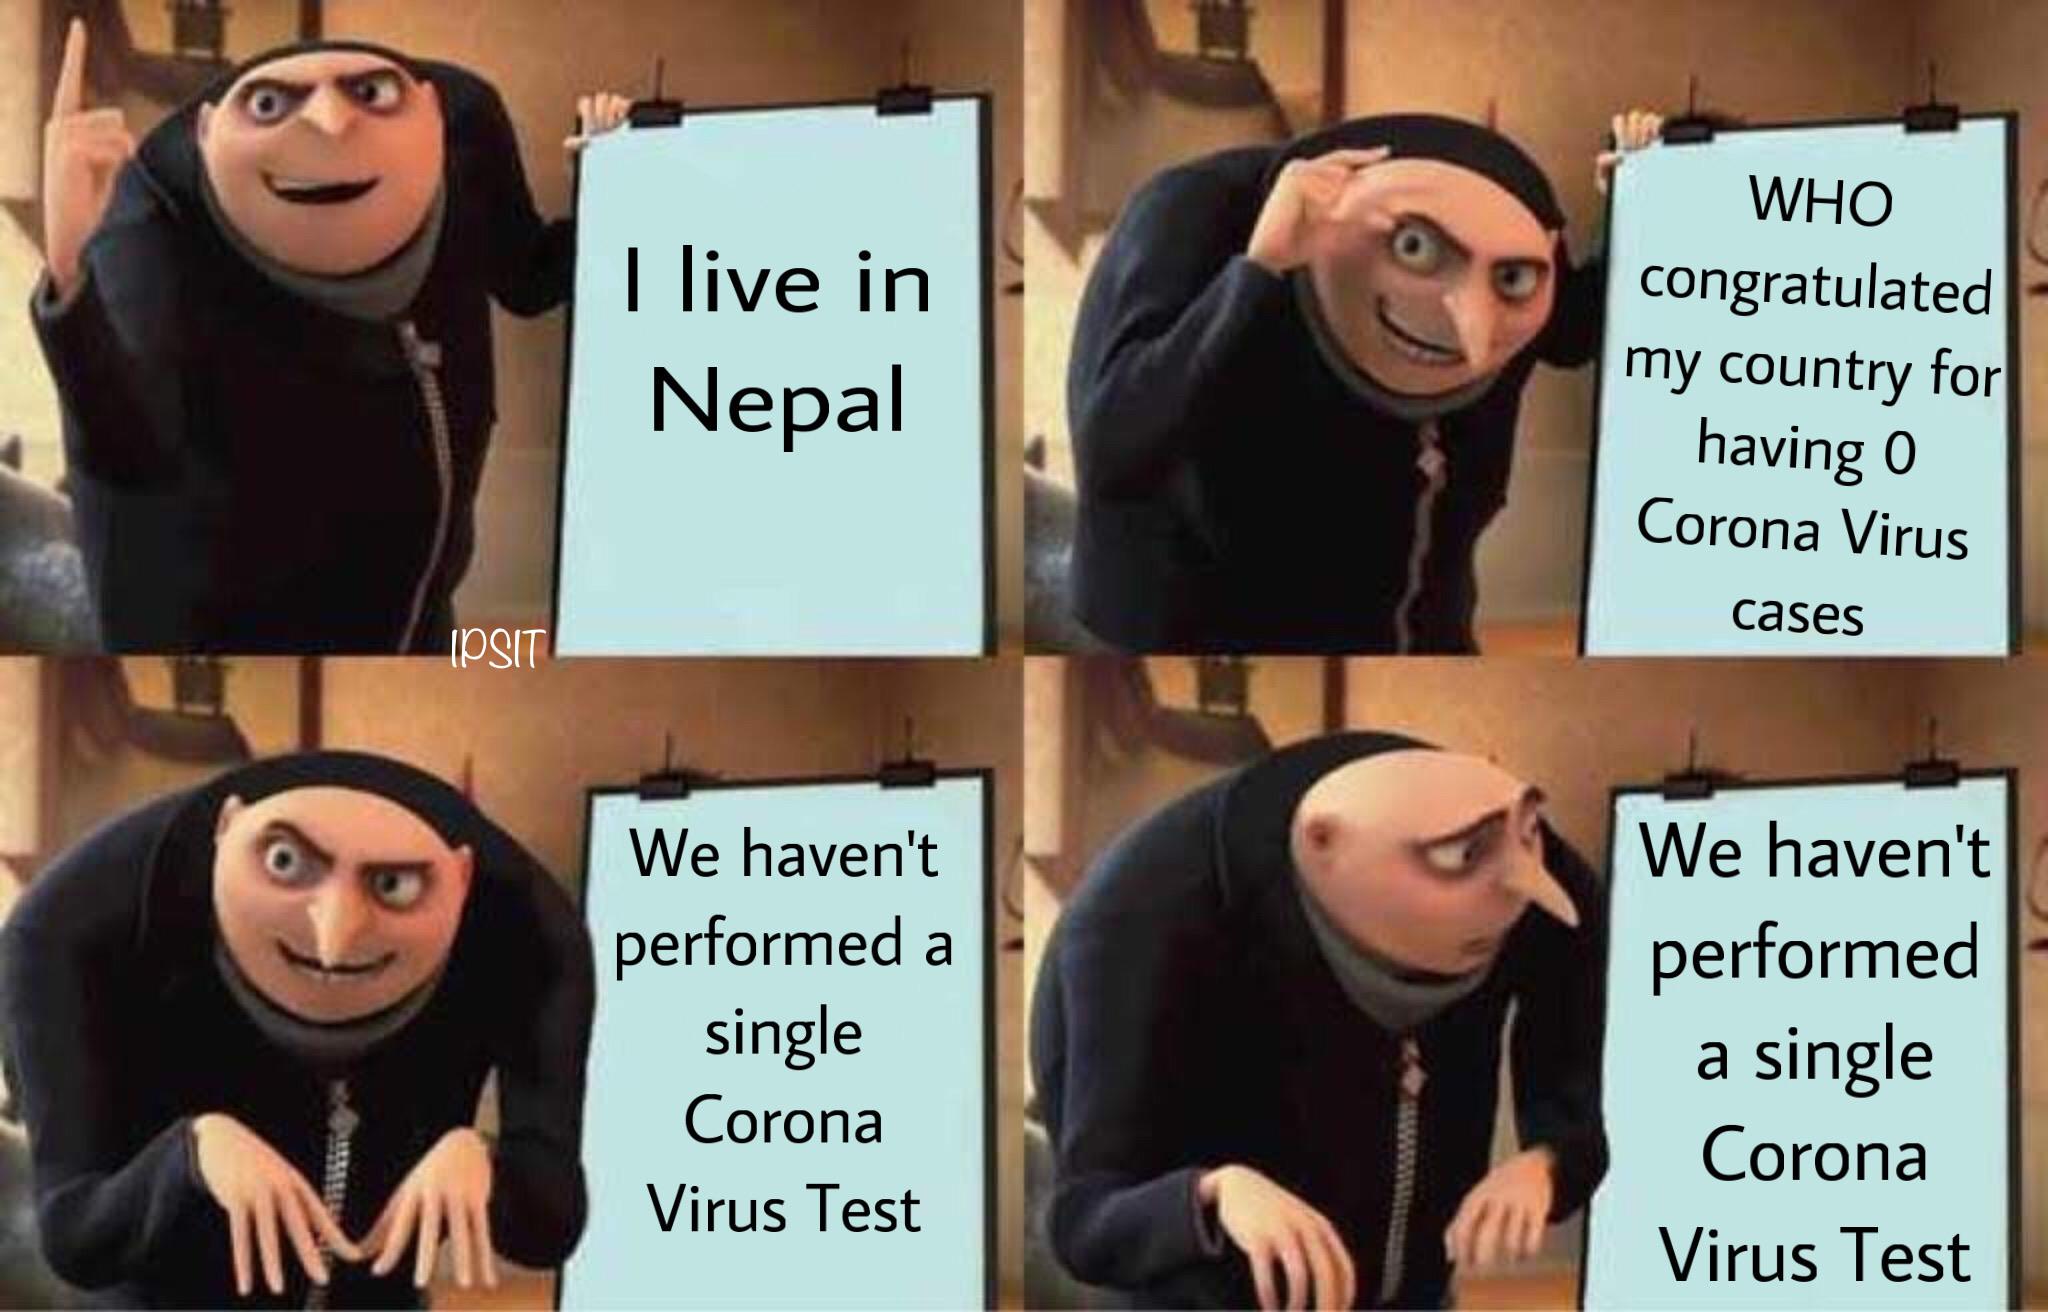 I live in
Nepal
WHO
congratulated
my country for
having 0
Corona Virus
cases
IPSIT
We haven't
performed a
single
Corona
Virus Test
We haven't
performed
a single
Corona
Virus Test